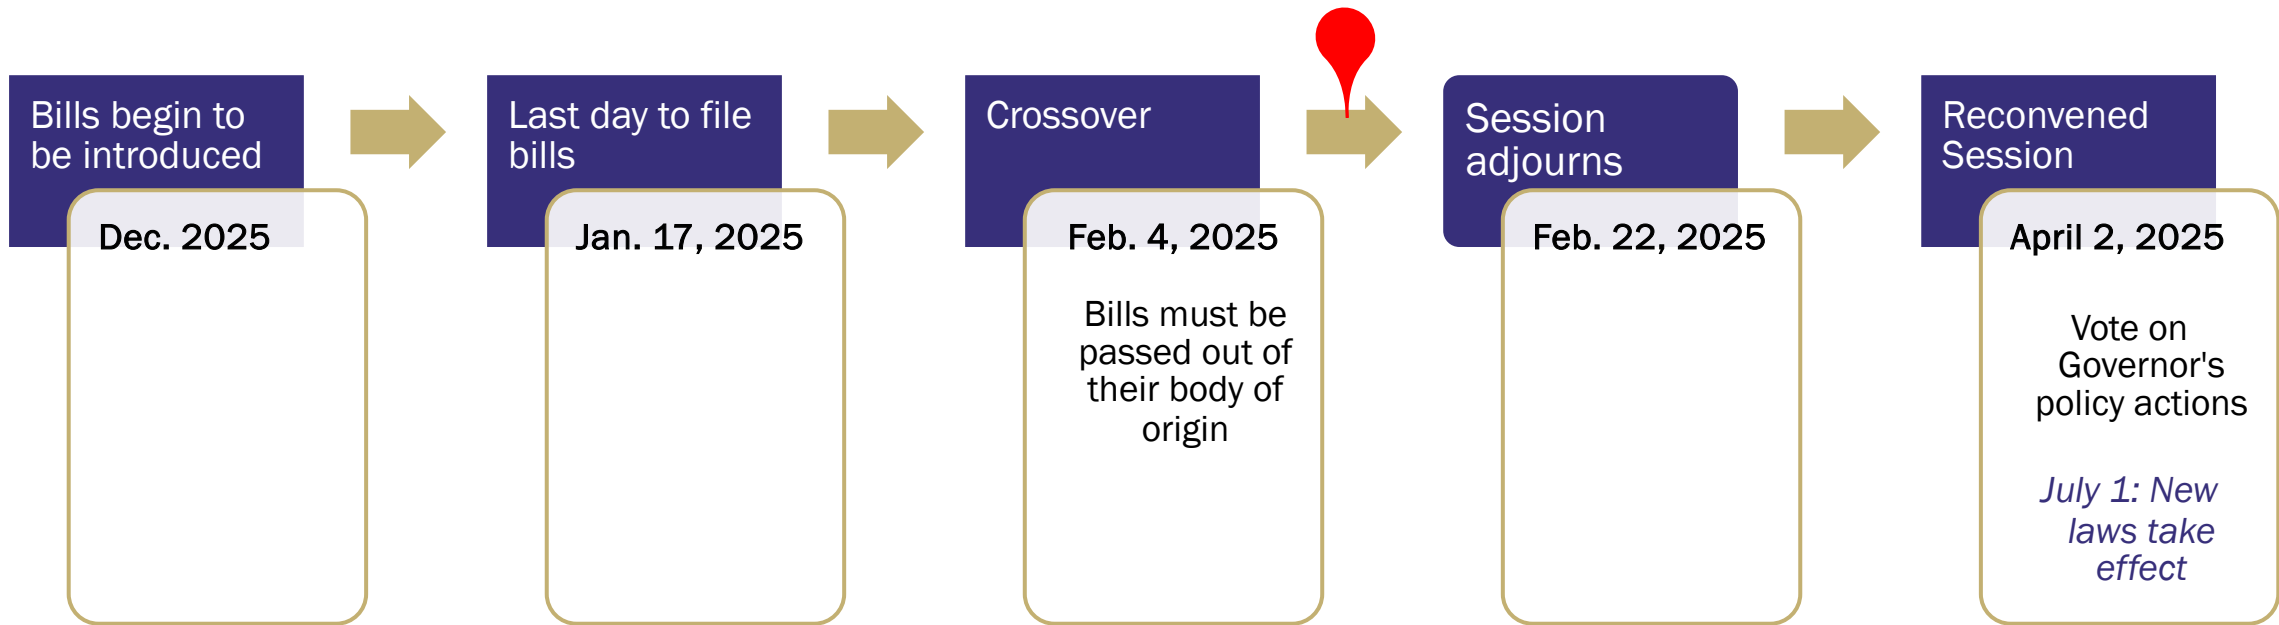 Bills begin to
be introduced
Dec. 2025
Last day to file
bills
Jan. 17, 2025
Crossover
Feb. 4, 2025
Bills must be
passed out of
their body of
origin
Session
adjourns
Feb. 22, 2025
Reconvened
Session
April 2, 2025
Vote on
Governor's
policy actions
July 1: New
laws take
effect